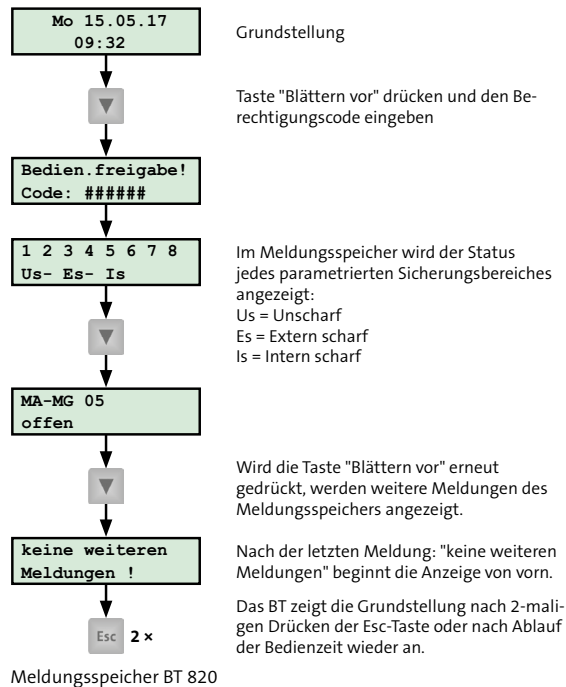 Mo 15.05.17
09:32
Grundstellung
▼
Taste "Blättern vor" drücken und den Be-
rechtigungscode eingeben
Bedien.freigabe!
Code: ######
1 2 3 4 5 6 7 8
Us- Es- Is
Im Meldungsspeicher wird der Status
jedes parametrierten Sicherungsbereiches
angezeigt:
Us = Unscharf
Es = Extern scharf
Is = Intern scharf
▼
MA-MG 05
offen
▼
Wird die Taste "Blättern vor" erneut
gedrückt, werden weitere Meldungen des
Meldungsspeichers angezeigt.
keine weiteren
Meldungen !
Nach der letzten Meldung: "keine weiteren
Meldungen" beginnt die Anzeige von vorn.
Esc 2 ×
Das BT zeigt die Grundstellung nach 2-mali-
gen Drücken der Esc-Taste oder nach Ablauf
der Bedienzeit wieder an.
Meldungsspeicher BT 820